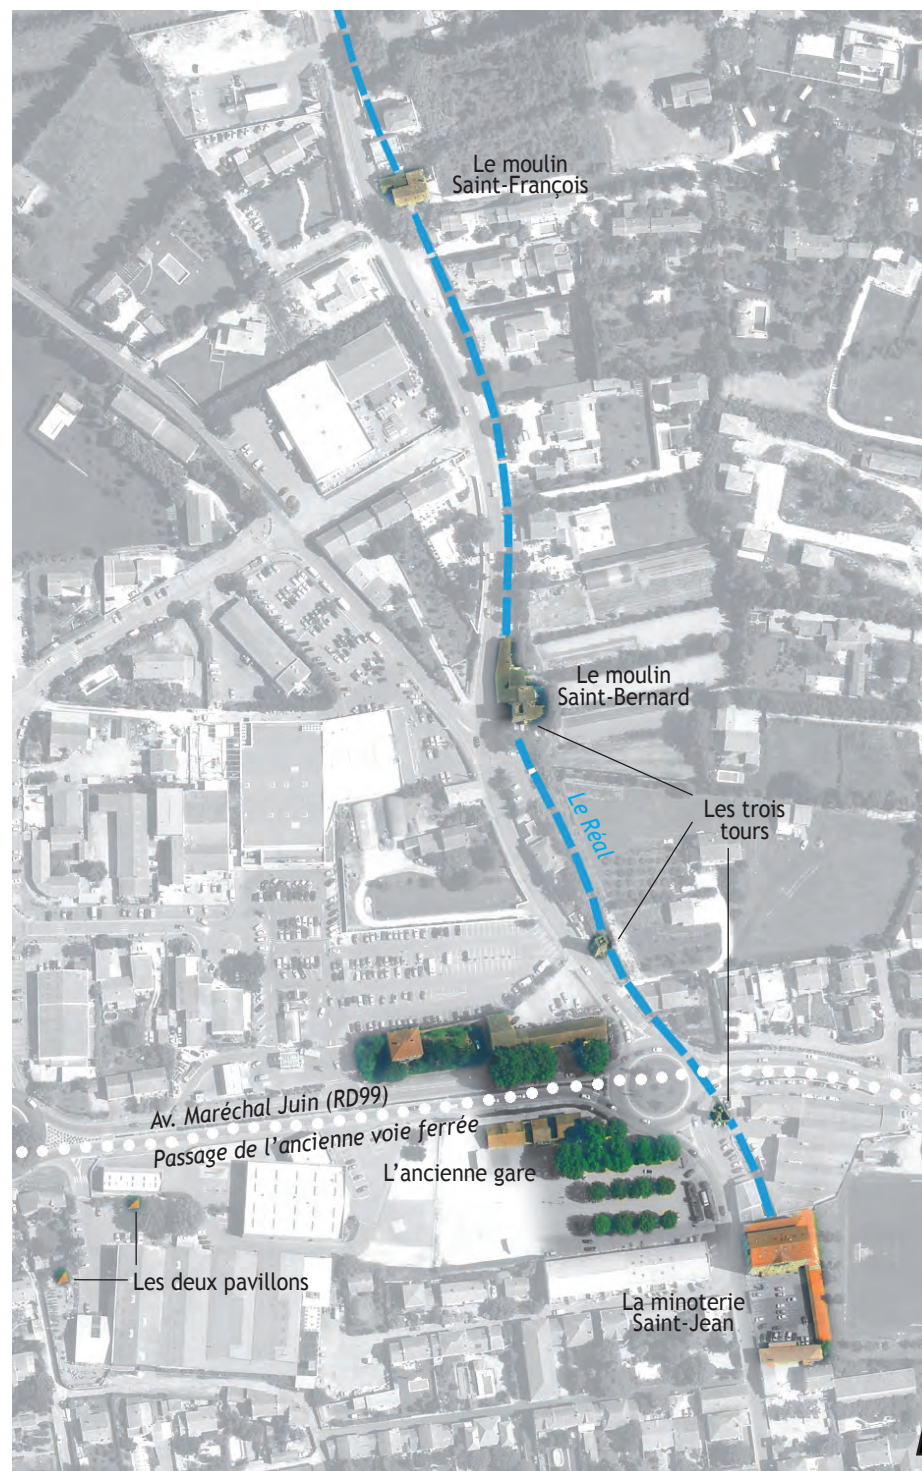 Le moulin
Saint-François
Le moulin
Saint-Bernard
Le Réal
Les trois
tours
Av. Maréchal Juin (RD99)
Passage de l'ancienne voie ferrée
L'ancienne gare
Les deux pavillons
La minoterie
Saint-Jean